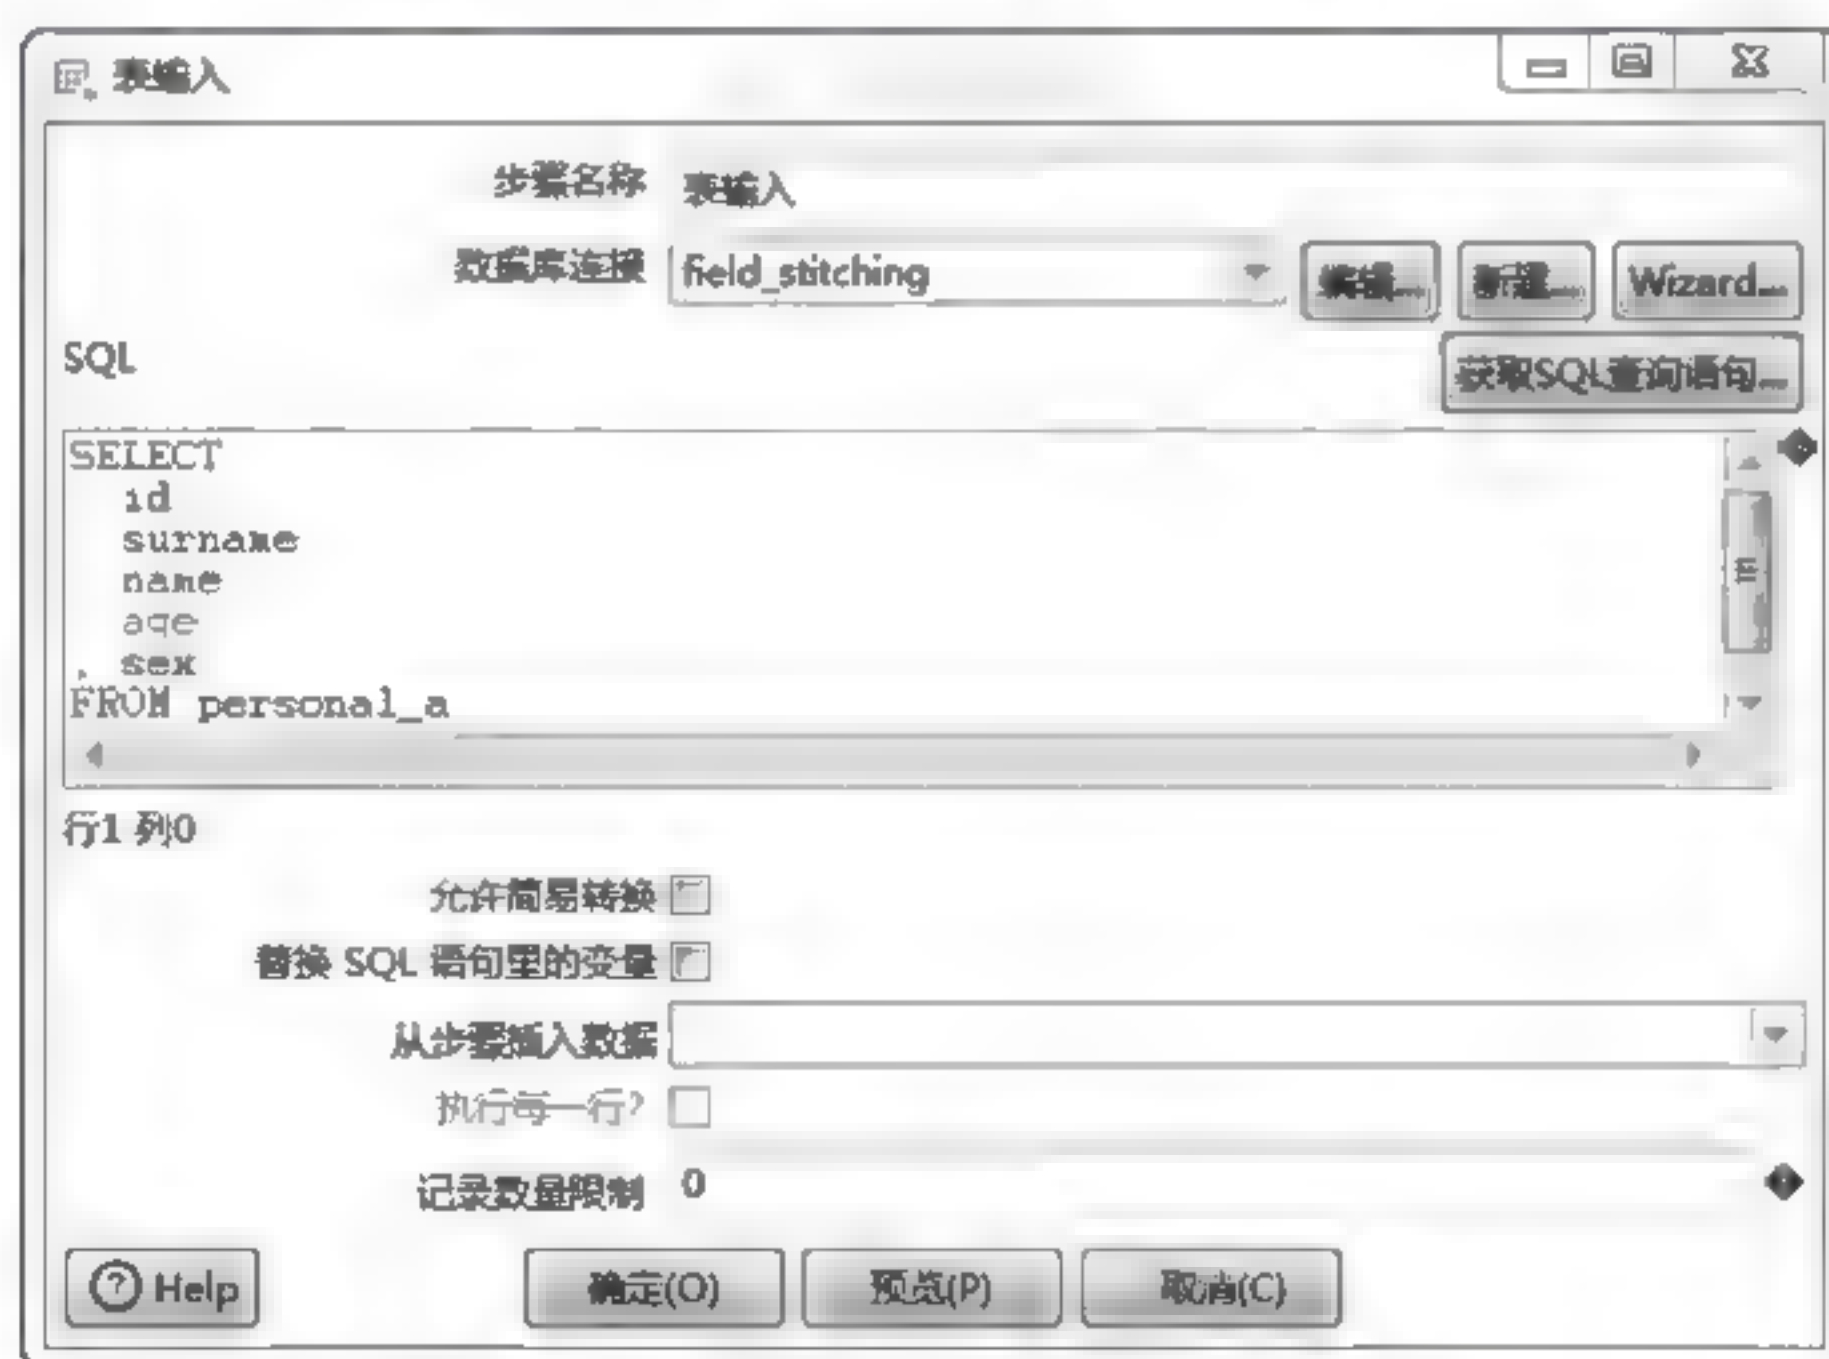 表输入
步骤名称 表输入
数据库连接 field_stitching 编辑... 新建... Wizard...
SQL 获取SQL查询语句...
SELECT
id
surname
name
age
, sex
FROM personal_a
行1 列0
允许简易转换
替换 SQL 语句里的变量
从步骤插入数据
执行每一行?
记录数量限制 0
Help 确定(O) 预览(P) 取消(C)